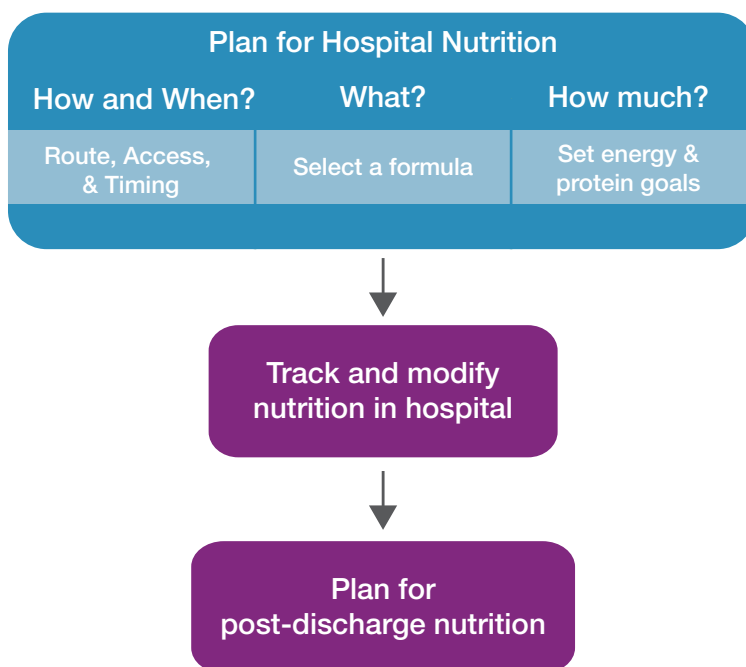 Plan for Hospital Nutrition
How and When?
What?
How much?
Route, Access,
& Timing
Select a formula
Set energy &
protein goals
Track and modify
nutrition in hospital
Plan for
post-discharge nutrition